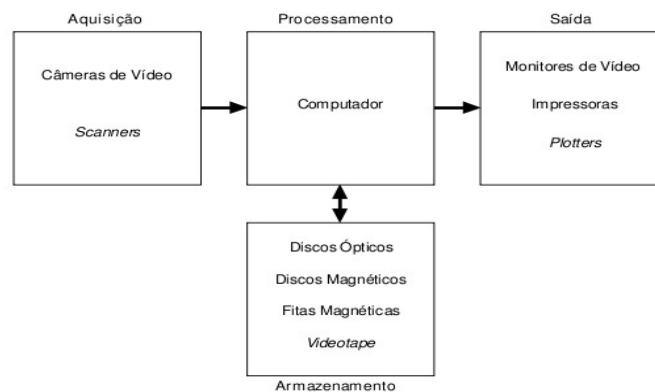 Aquisição
Câmeras de Vídeo
Scanners
Processamento
Computador
Saída
Monitores de Vídeo
Impressoras
Plotters
Discos Ópticos
Discos Magnéticos
Fitas Magnéticas
Videotape
Armazenamento